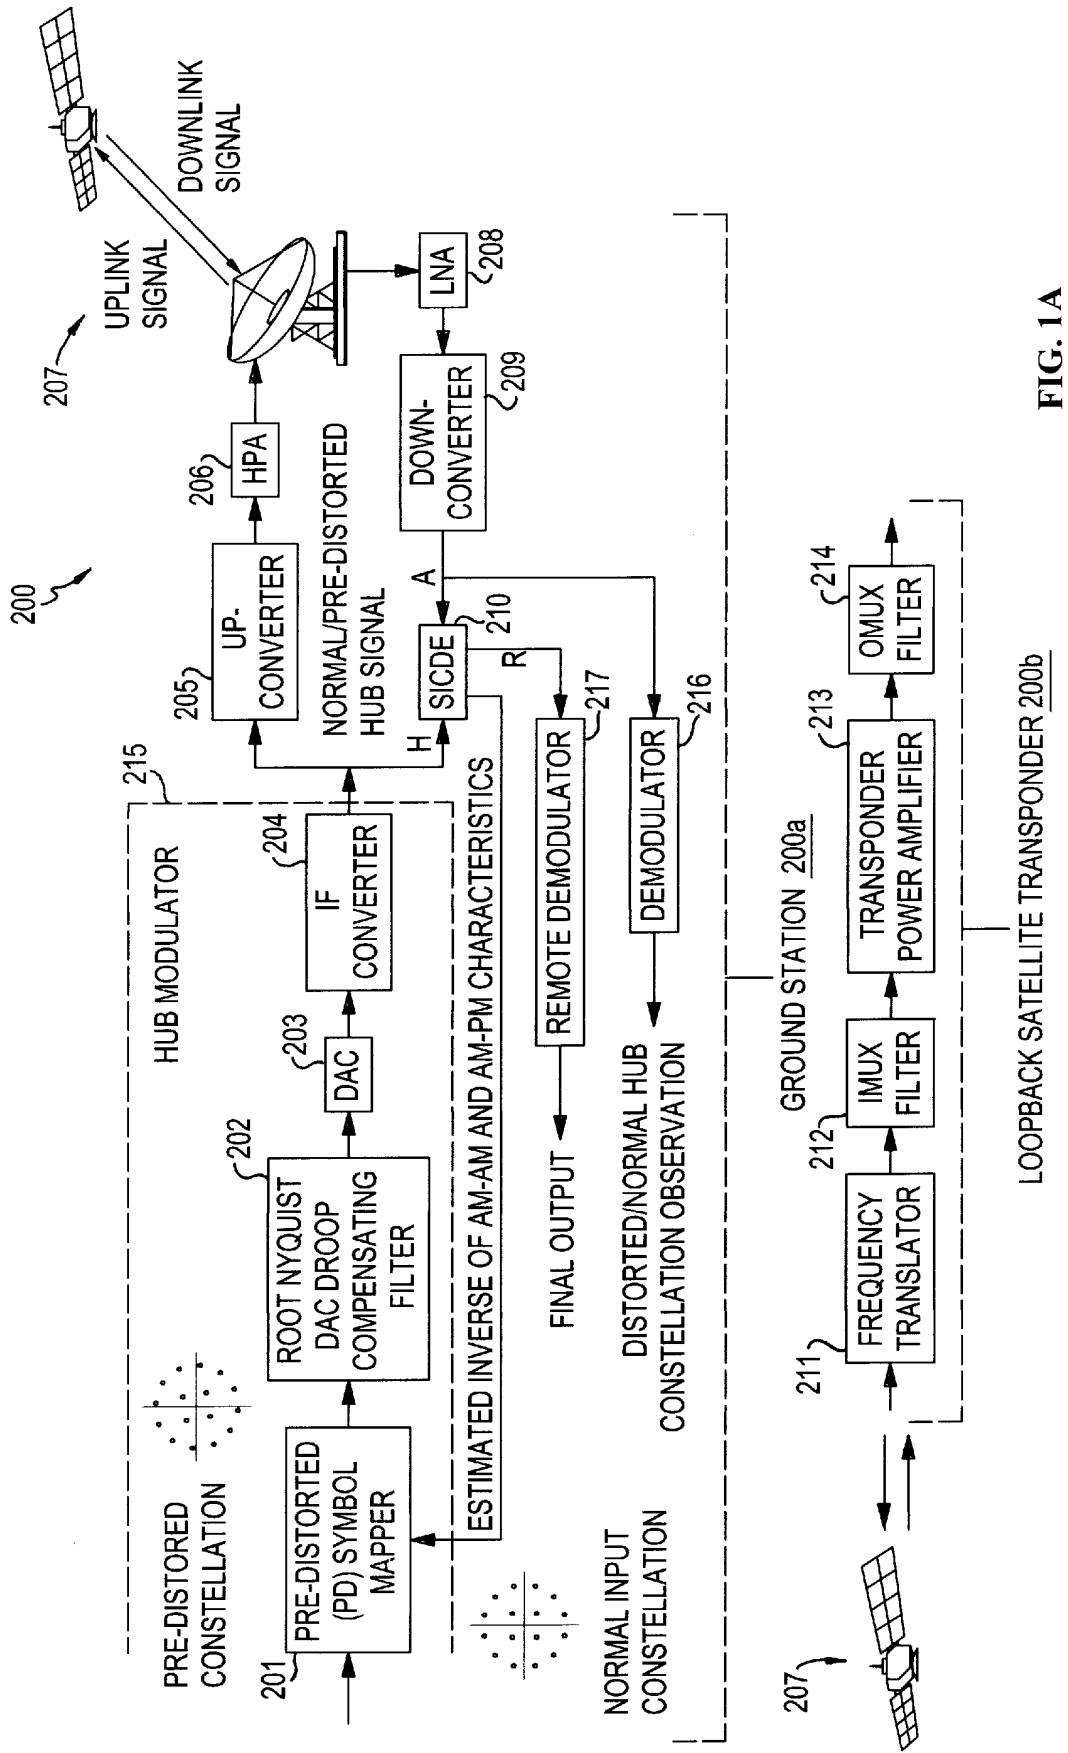 200
207
UPLINK
SIGNAL
DOWNLINK
SIGNAL
215
HUB MODULATOR
PRE-DISTORED
CONSTELLATION
201
PRE-DISTORTED
(PD) SYMBOL
MAPPER
202
ROOT NYQUIST
DAC DROOP
COMPENSATING
FILTER
203
DAC
204
IF
CONVERTER
205
UP-
CONVERTER
206
HPA
NORMAL/PRE-DISTORTED
HUB SIGNAL
LNA
208
DOWN-
CONVERTER
209
H
SICDE
210
A
R
ESTIMATED INVERSE OF AM-AM AND AM-PM CHARACTERISTICS
NORMAL INPUT
CONSTELLATION
FINAL OUTPUT
REMOTE DEMODULATOR
217
DISTORTED/NORMAL HUB
CONSTELLATION OBSERVATION
DEMODULATOR
216
GROUND STATION 200a
207
211
FREQUENCY
TRANSLATOR
212
IMUX
FILTER
213
TRANSPONDER
POWER AMPLIFIER
214
OMUX
FILTER
LOOPBACK SATELLITE TRANSPONDER 200b
FIG. 1A